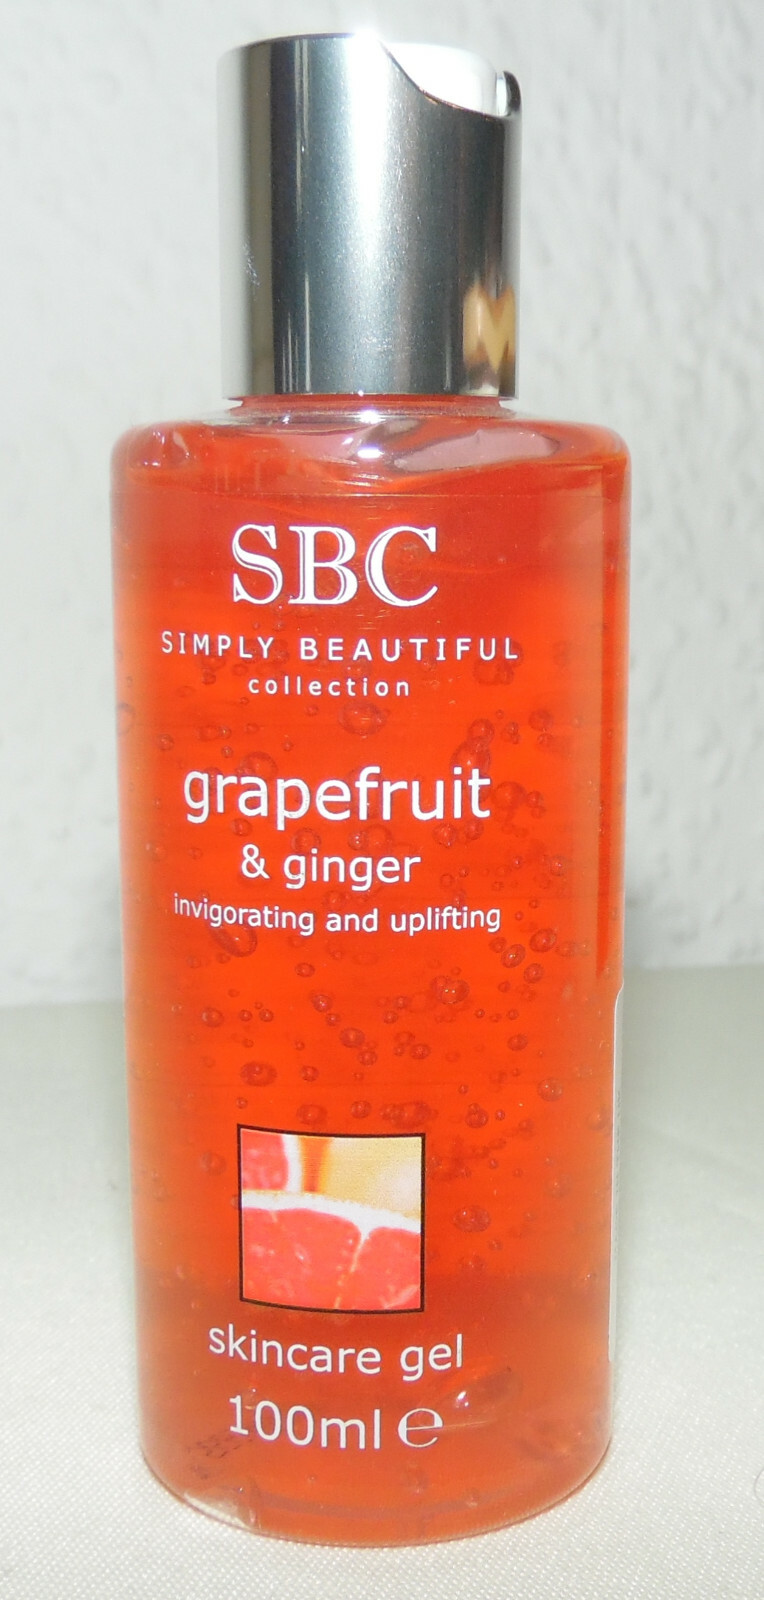 SBC
SIMPLY BEAUTIFUL
collection
grapefruit
& ginger
invigorating and uplifting
skincare gel
100ml ℮